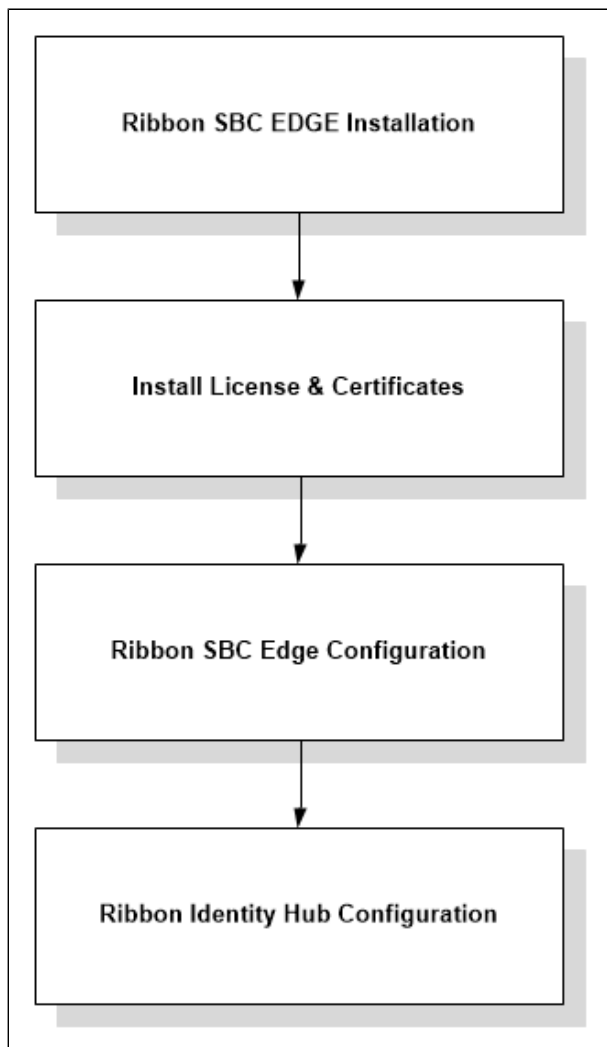 Ribbon SBC EDGE Installation
Install License & Certificates
Ribbon SBC Edge Configuration
Ribbon Identity Hub Configuration